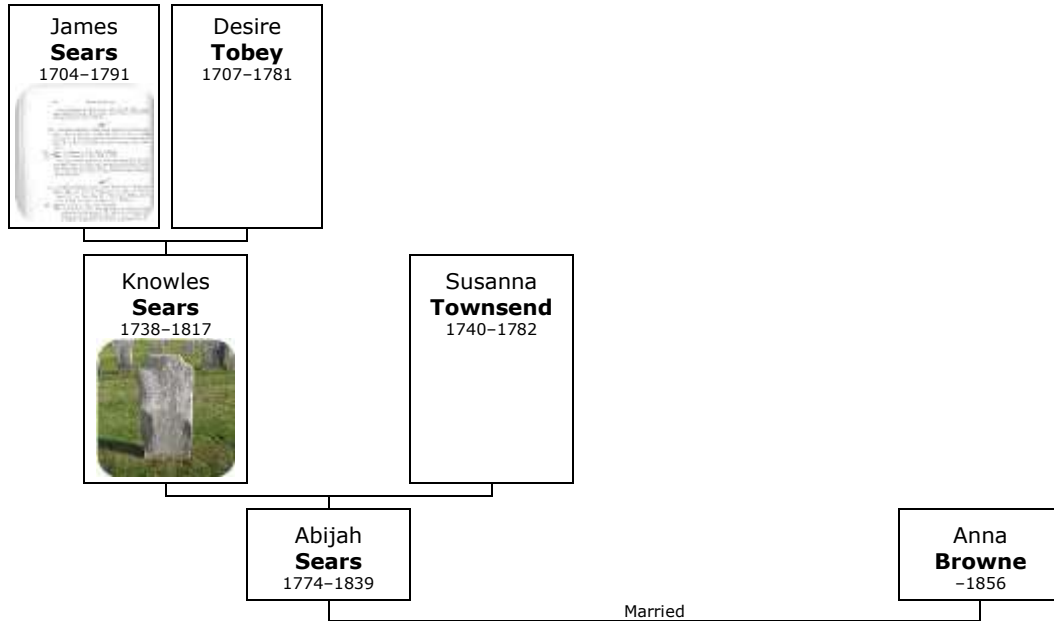 James
Sears
1704–1791
Desire
Tobey
1707–1781
Knowles
Sears
1738–1817
Susanna
Townsend
1740–1782
Abijah
Sears
1774–1839
Anna
Browne
–1856
Married